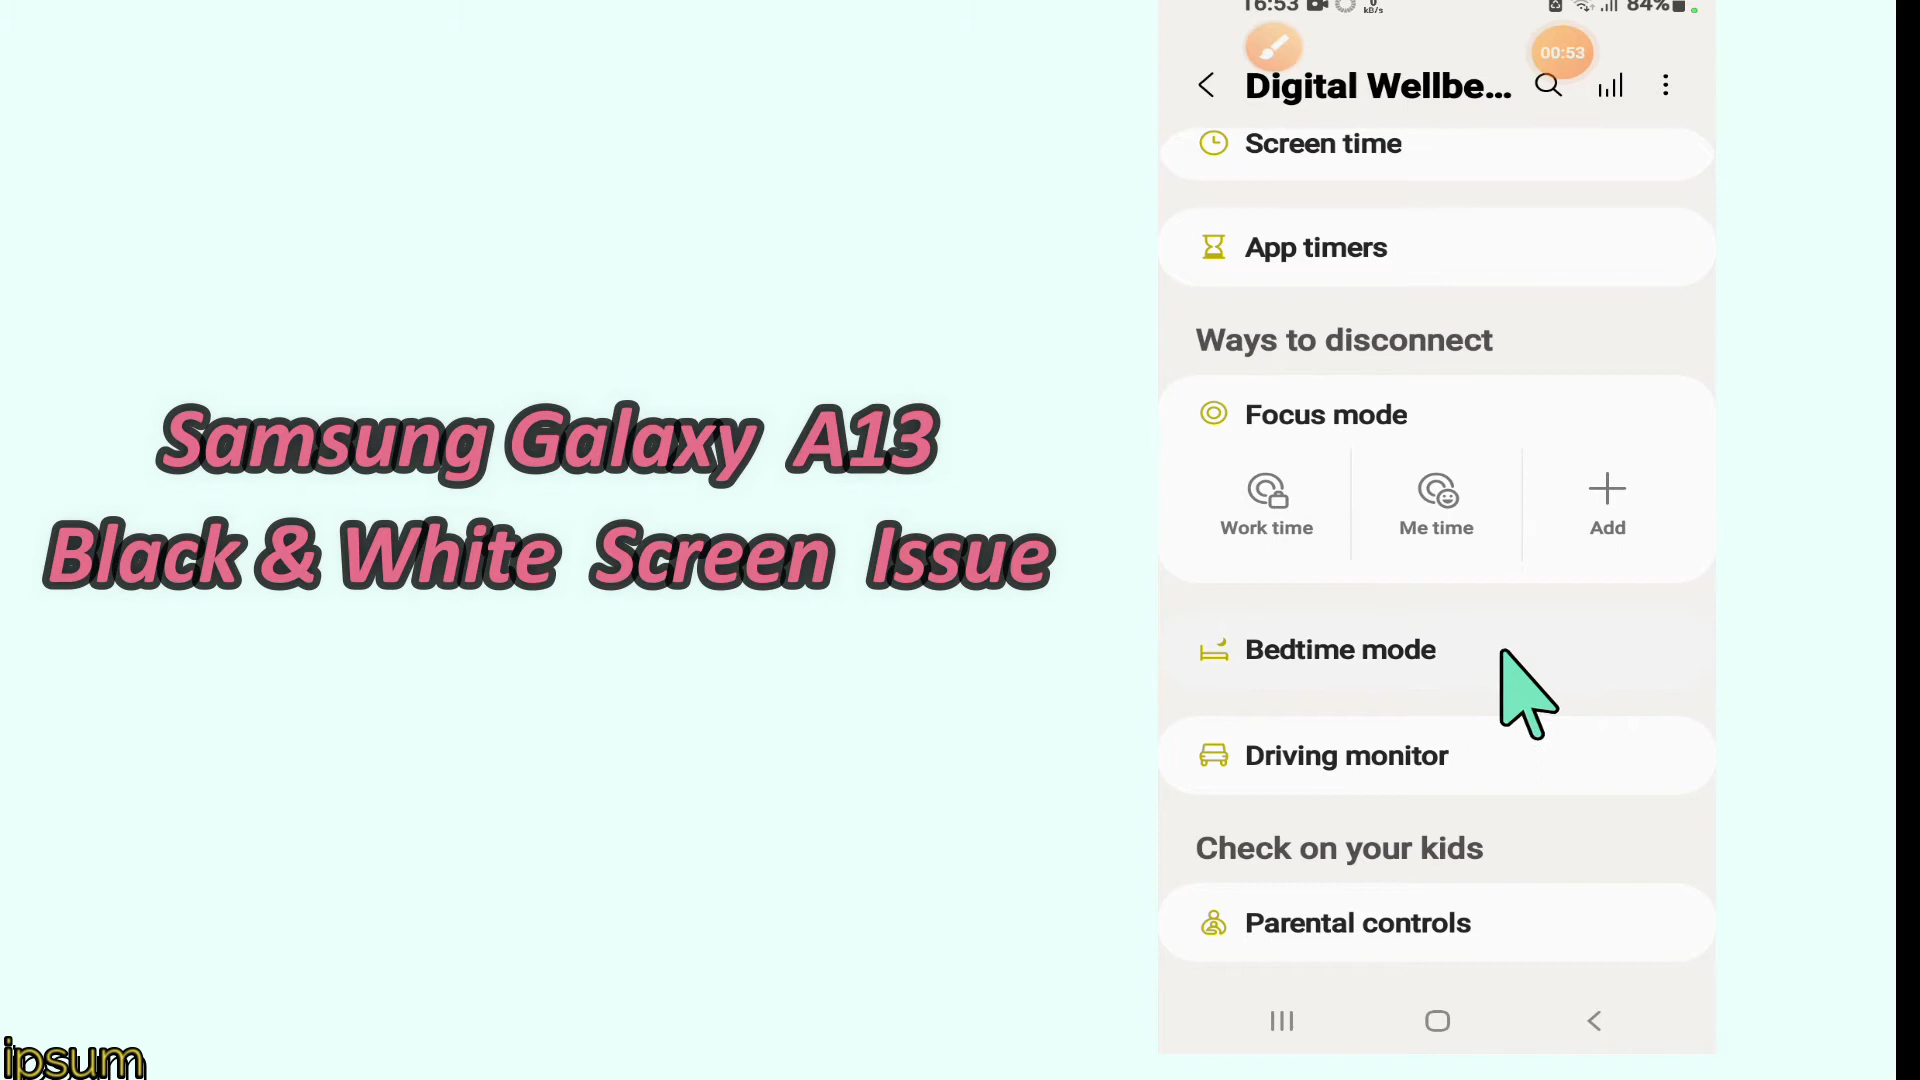 16:53 0 kB/s 84%
00:53
Digital Wellbe...
Screen time
App timers
Ways to disconnect
Focus mode
Work time Me time Add
Samsung Galaxy A13
Black & White Screen Issue
Bedtime mode
Driving monitor
Check on your kids
Parental controls
ipsum